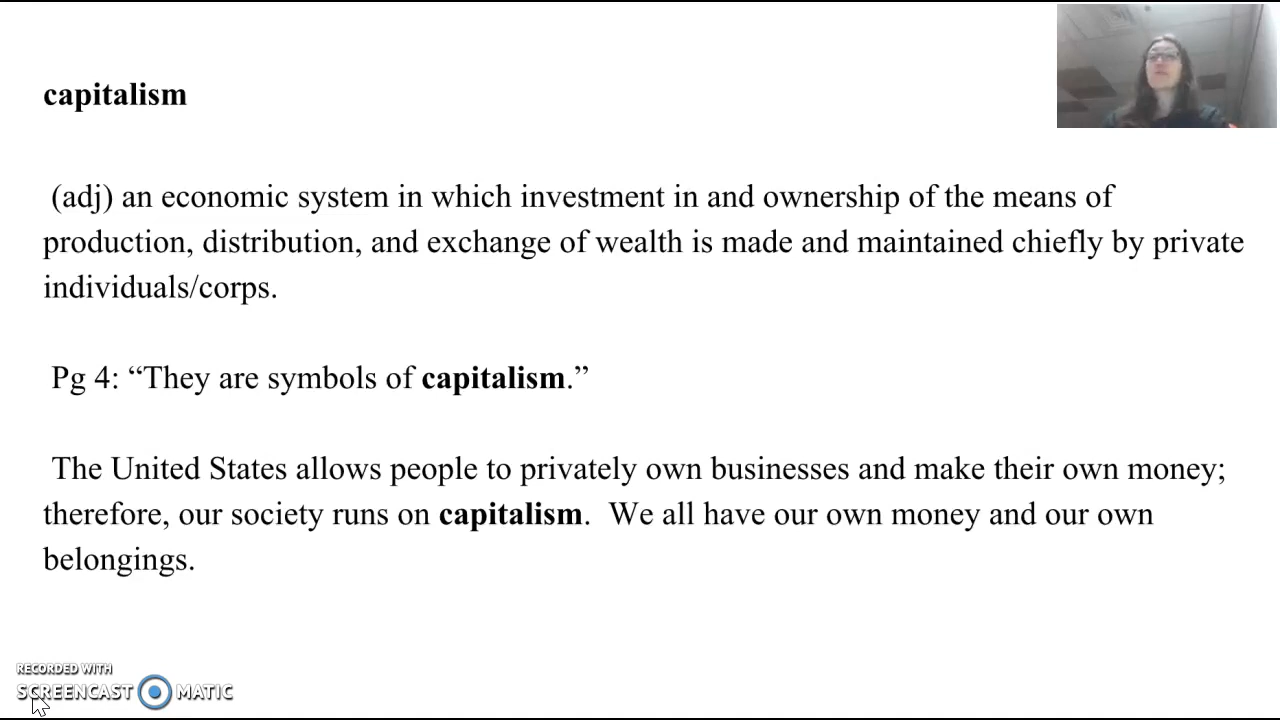 capitalism
(adj) an economic system in which investment in and ownership of the means of
production, distribution, and exchange of wealth is made and maintained chiefly by private
individuals/corps.
Pg 4: “They are symbols of capitalism.”
The United States allows people to privately own businesses and make their own money;
therefore, our society runs on capitalism.  We all have our own money and our own
belongings.
RECORDED WITH
SCREENCAST MATIC